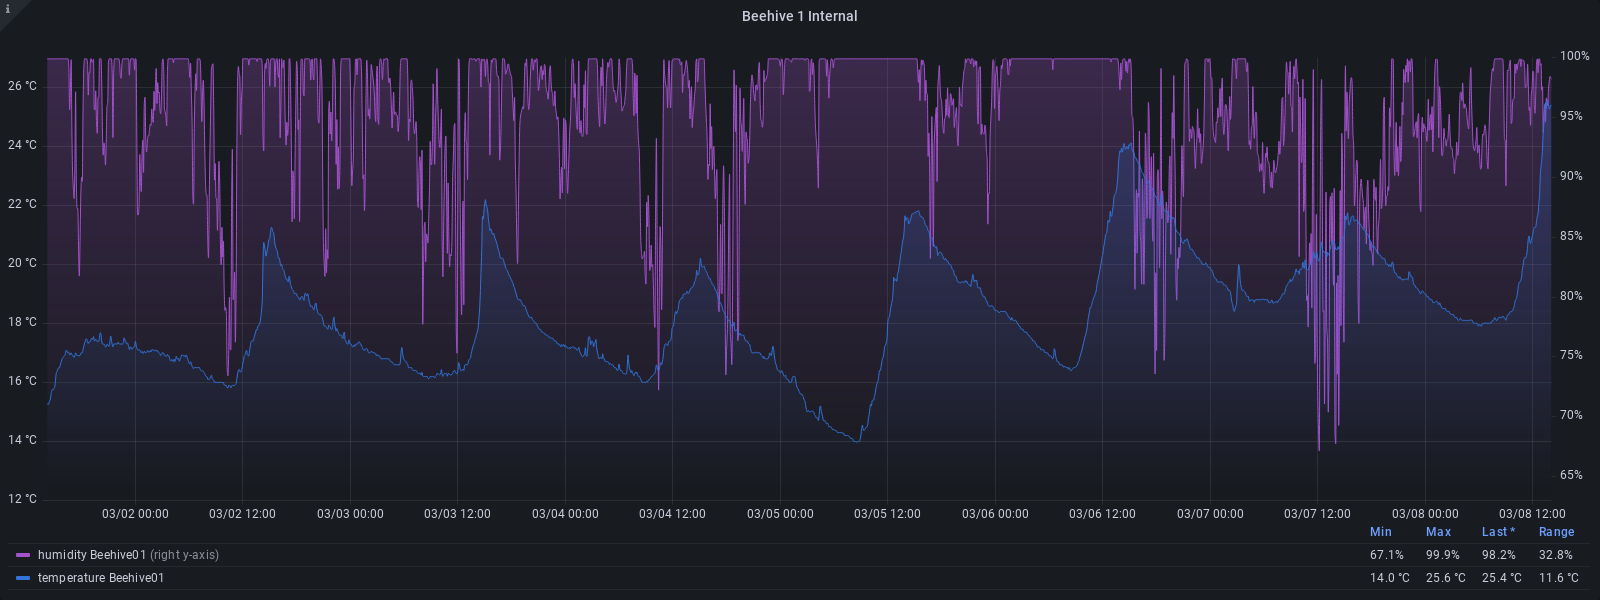 i
Beehive 1 Internal
26 °C
24 °C
22 °C
20 °C
18 °C
16 °C
14 °C
12 °C
100%
95%
90%
85%
80%
75%
70%
65%
03/02 00:00 03/02 12:00 03/03 00:00 03/03 12:00 03/04 00:00 03/04 12:00 03/05 00:00 03/05 12:00 03/06 00:00 03/06 12:00 03/07 00:00 03/07 12:00 03/08 00:00 03/08 12:00
Min Max Last * Range
humidity Beehive01 (right y-axis) 67.1% 99.9% 98.2% 32.8%
temperature Beehive01 14.0 °C 25.6 °C 25.4 °C 11.6 °C